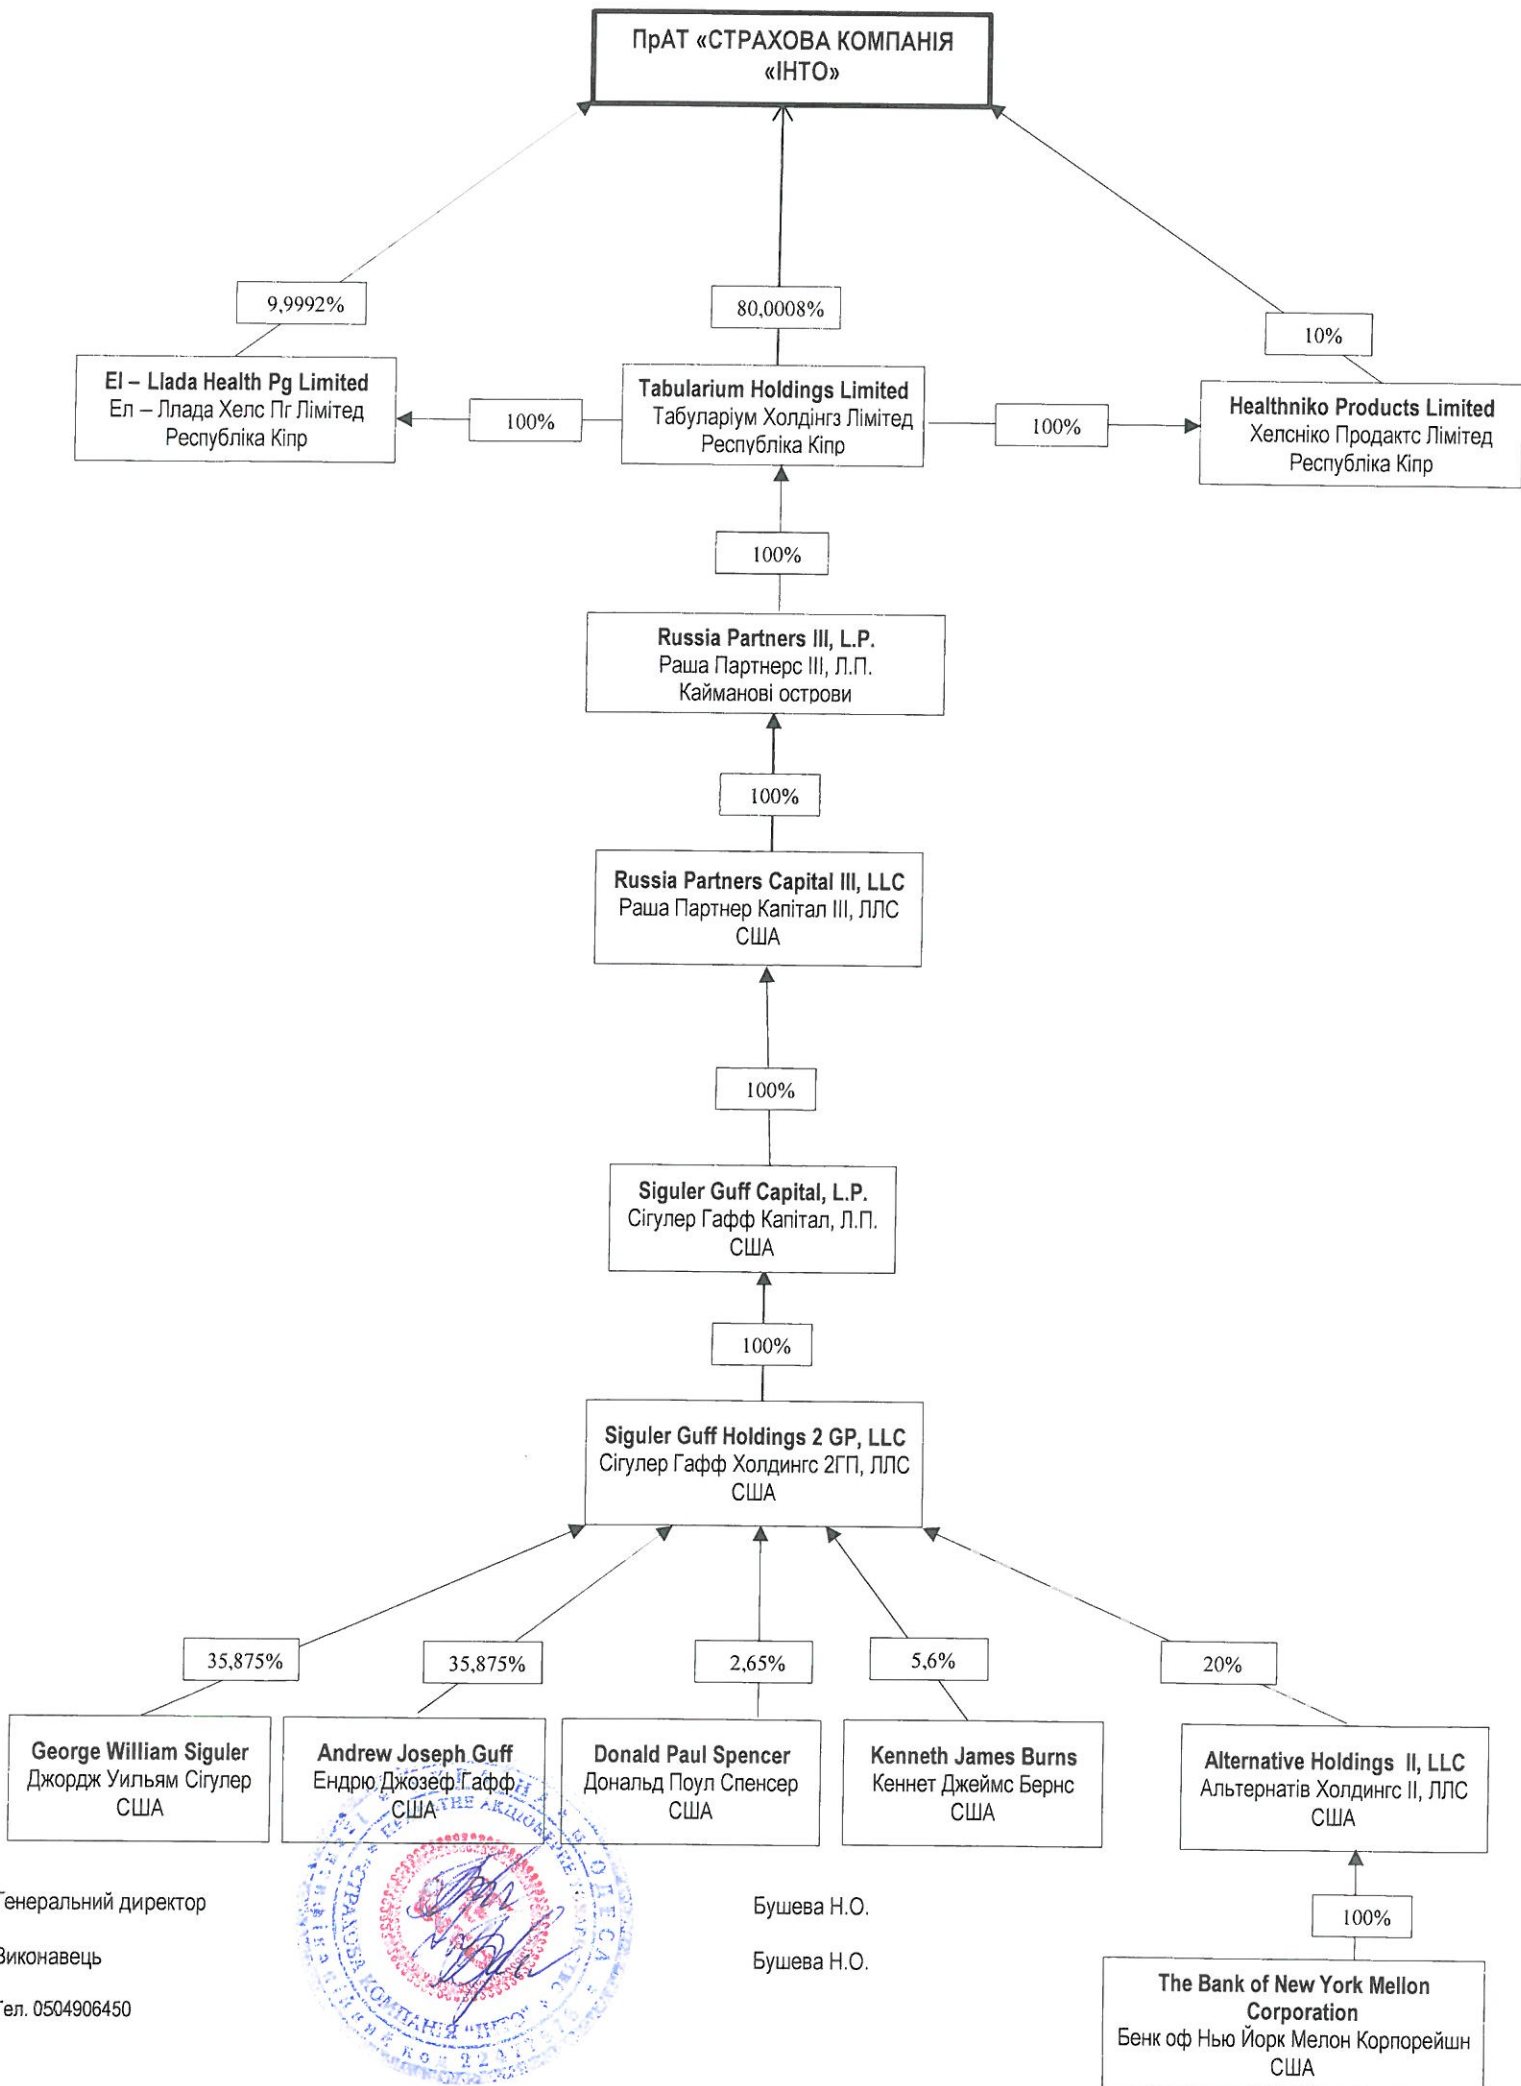 ПрАТ «СТРАХОВА КОМПАНІЯ
«ІНТО»
9,9992%
80,0008%
10%
El – Llada Health Pg Limited
Ел – Ллада Хелс Пг Лімітед
Республіка Кіпр
100%
Tabularium Holdings Limited
Табуларіум Холдінгз Лімітед
Республіка Кіпр
100%
Healthniko Products Limited
Хелсніко Продактс Лімітед
Республіка Кіпр
100%
Russia Partners III, L.P.
Раша Партнерс III, Л.П.
Кайманові острови
100%
Russia Partners Capital III, LLC
Раша Партнер Капітал III, ЛЛС
США
100%
Siguler Guff Capital, L.P.
Сігулер Гафф Капітал, Л.П.
США
100%
Siguler Guff Holdings 2 GP, LLC
Сігулер Гафф Холдингс 2ГП, ЛЛС
США
35,875%
35,875%
2,65%
5,6%
20%
George William Siguler
Джордж Уильям Сігулер
США
Andrew Joseph Guff
Ендрю Джозеф Гафф
США
Donald Paul Spencer
Дональд Поул Спенсер
США
Kenneth James Burns
Кеннет Джеймс Бернс
США
Alternative Holdings II, LLC
Альтернатів Холдингс II, ЛЛС
США
100%
The Bank of New York Mellon
Corporation
Бенк оф Нью Йорк Мелон Корпорейшн
США
Генеральний директор
Бушева Н.О.
Виконавець
Бушева Н.О.
Тел. 0504906450
ОДЕСА
АКЦІОНЕРНЕ ТОВАРИСТВО
СТРАХОВА КОМПАНІЯ "ІНТО"
код